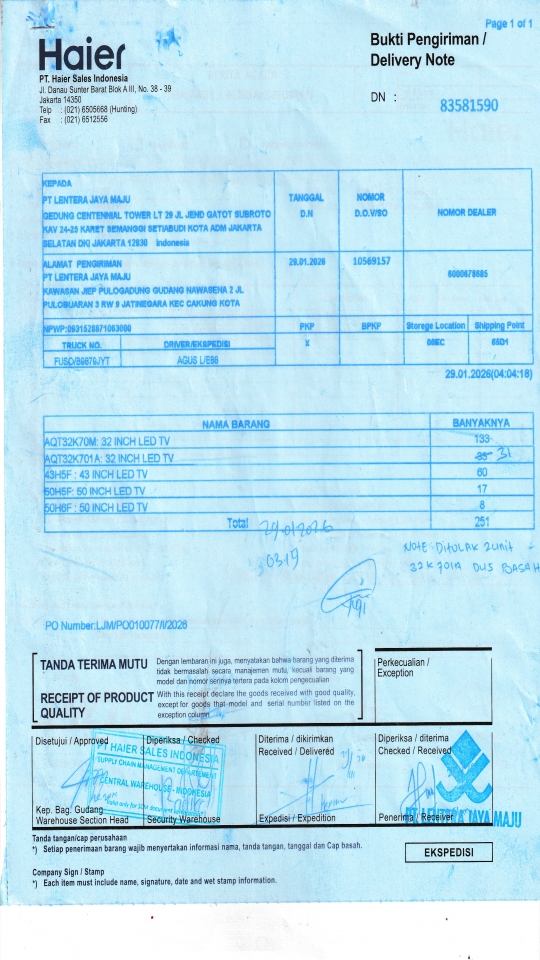 Page 1 of 1
Haier
Bukti Pengiriman /
Delivery Note
PT. Haier Sales Indonesia
Jl. Danau Sunter Barat Blok A III, No. 38 - 39
Jakarta 14350
Telp : (021) 6505668 (Hunting)
Fax : (021) 6512556
DN : 83581590
KEPADA
PT LENTERA JAYA MAJU
GEDUNG CENTENNIAL TOWER LT 29 JL JEND GATOT SUBROTO
KAV 24-25 KARET SEMANGGI SETIABUDI KOTA ADM JAKARTA
SELATAN DKI JAKARTA 12930 Indonesia
TANGGAL
D.N
NOMOR
D.O.V/SO
NOMOR DEALER
ALAMAT PENGIRIMAN
PT LENTERA JAYA MAJU
KAWASAN JIEP PULOGADUNG GUDANG NAWASENA 2 JL
PULOBUARAN 3 RW 9 JATINEGARA KEC CAKUNG KOTA
29.01.2026
10569157
6000678685
NPWP:0931528871063000
PKP
BPKP
Storege Location
Shipping Point
TRUCK NO.
DRIVER/EKSPEDISI
X
85D1
AGUS L/E86
29.01.2026(04:04:18)
NAMA BARANG BANYAKNYA
AQT32K70M: 32 INCH LED TV 133
AQT32K701A: 32 INCH LED TV 31
43H5F : 43 INCH LED TV 60
50H5F: 50 INCH LED TV 17
50H6F : 50 INCH LED TV 8
Total 251
29/01/2026
03.19
NOTE: DITOLAK 2 unit -
32K701A DUS BASAH
PO Number:LJM/PO010077/I/2026
TANDA TERIMA MUTU
Dengan lembaran ini juga, menyatakan bahwa barang yang diterima
tidak bermasalah secara manajemen mutu, kecuali barang yang
model dan nomor serinya tertera pada kolom pengecualian
RECEIPT OF PRODUCT
QUALITY
With this receipt declare the goods received with good quality,
except for goods that model and serial number listed on the
exception column
Perkecualian /
Exception
Disetujui / Approved
Diperiksa / Checked
Diterima / dikirimkan
Received / Delivered
Diperiksa / diterima
Checked / Received
PT HAIER SALES INDONESIA
SUPPLY CHAIN MANAGEMENT DEPARTEMENT
CENTRAL WAREHOUSE - INDONESIA
Kep. Bag. Gudang
Warehouse Section Head
Security Warehouse
Expedisi / Expedition
Penerima / Receiver
PT LENTERA JAYA MAJU
Tanda tangan/cap perusahaan
*) Setiap penerimaan barang wajib menyertakan informasi nama, tanda tangan, tanggal dan Cap basah.
EKSPEDISI
Company Sign / Stamp
*) Each item must include name, signature, date and wet stamp information.